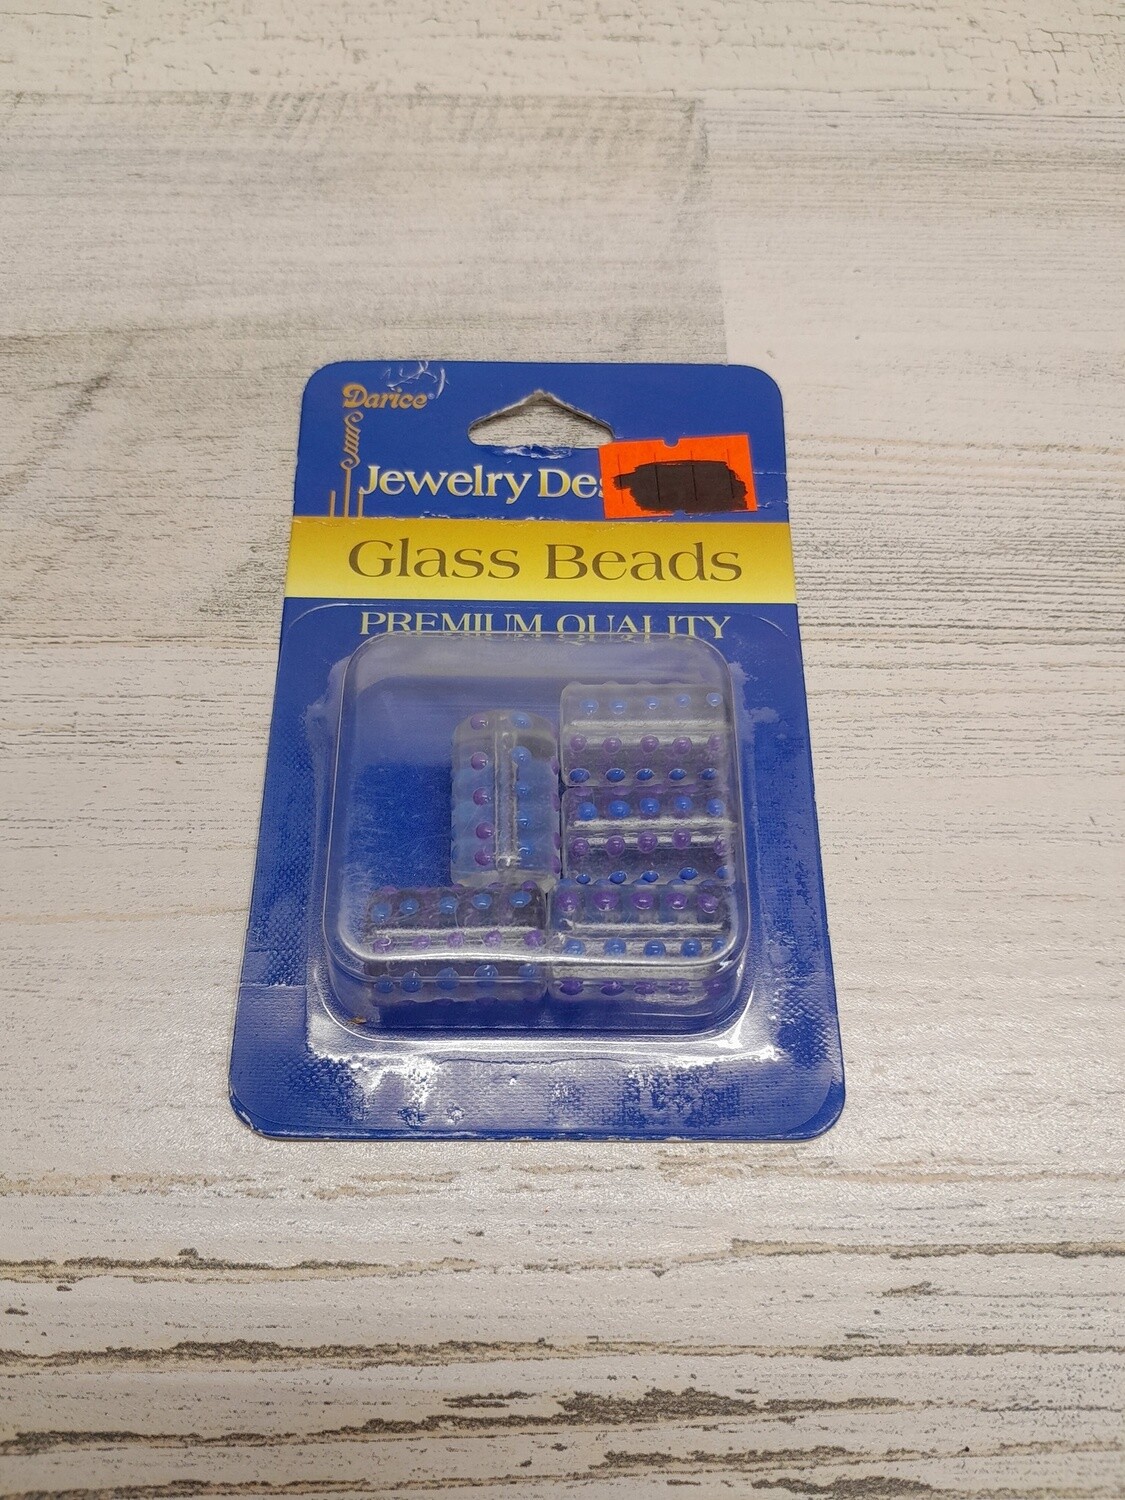 Darice®
Jewelry Des
Glass Beads
PREMIUM QUALITY